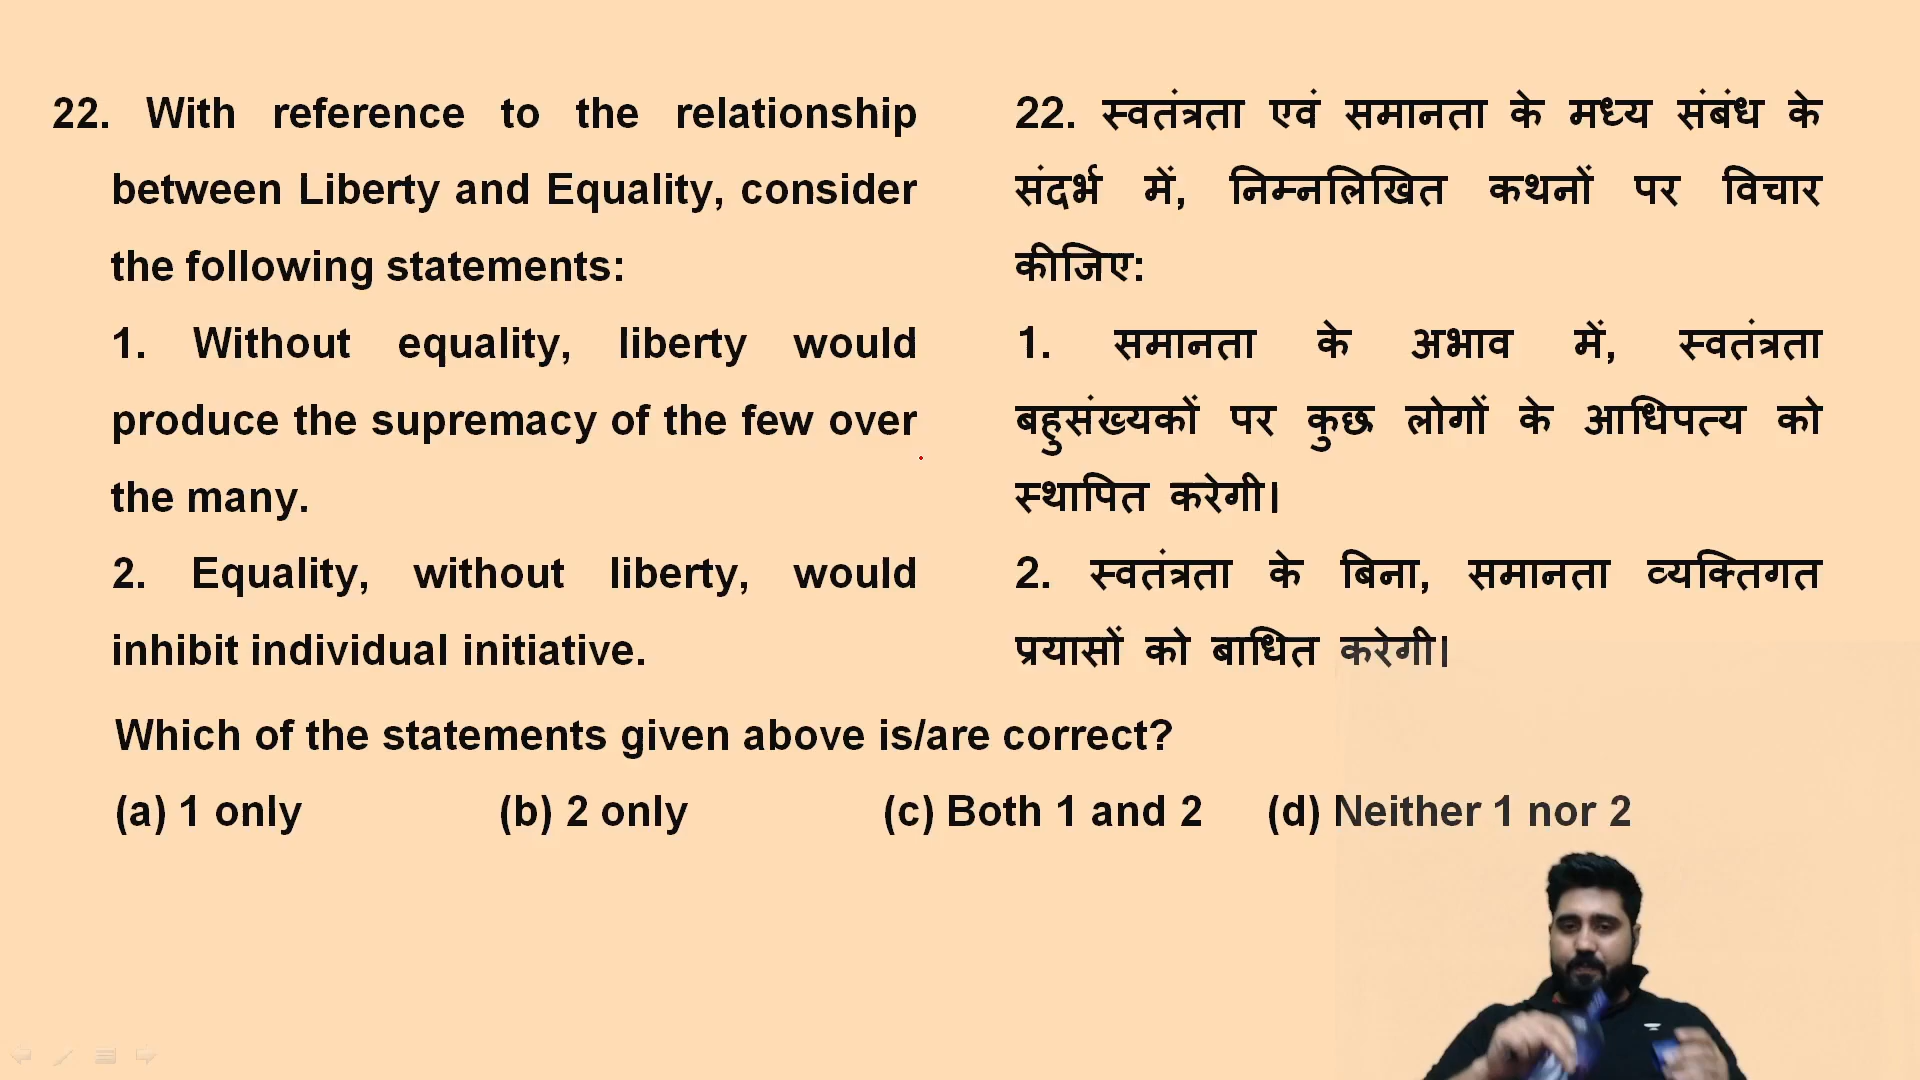 22. With reference to the relationship
between Liberty and Equality, consider
the following statements:
1. Without equality, liberty would
produce the supremacy of the few over
the many.
2. Equality, without liberty, would
inhibit individual initiative.
22. स्वतंत्रता एवं समानता के मध्य संबंध के
संदर्भ में, निम्नलिखित कथनों पर विचार
कीजिए:
1. समानता के अभाव में, स्वतंत्रता
बहुसंख्यकों पर कुछ लोगों के आधिपत्य को
स्थापित करेगी।
2. स्वतंत्रता के बिना, समानता व्यक्तिगत
प्रयासों को बाधित करेगी।
Which of the statements given above is/are correct?
(a) 1 only (b) 2 only (c) Both 1 and 2 (d) Neither 1 nor 2